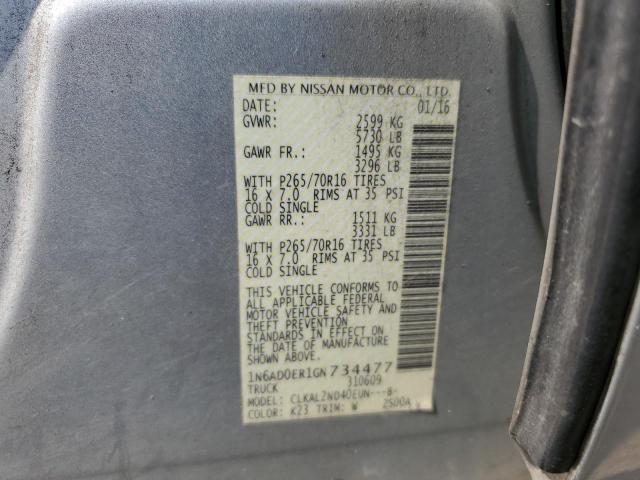 MFD BY NISSAN MOTOR CO., LTD.
DATE: 01/16
GVWR: 2599 KG
5730 LB
GAWR FR.: 1495 KG
3296 LB
WITH P265/70R16 TIRES
16 X 7.0 RIMS AT 35 PSI
COLD SINGLE
GAWR RR.: 1511 KG
3331 LB
WITH P265/70R16 TIRES
16 X 7.0 RIMS AT 35 PSI
COLD SINGLE
THIS VEHICLE CONFORMS TO
ALL APPLICABLE FEDERAL
MOTOR VEHICLE SAFETY AND
THEFT PREVENTION
STANDARDS IN EFFECT ON THE
DATE OF MANUFACTURE
SHOWN ABOVE.
1N6AD0ER1GN734477
TRUCK 310609
MODEL: CLKAL2ND40EUN---8-
COLOR: K23 TRIM: W 2500A